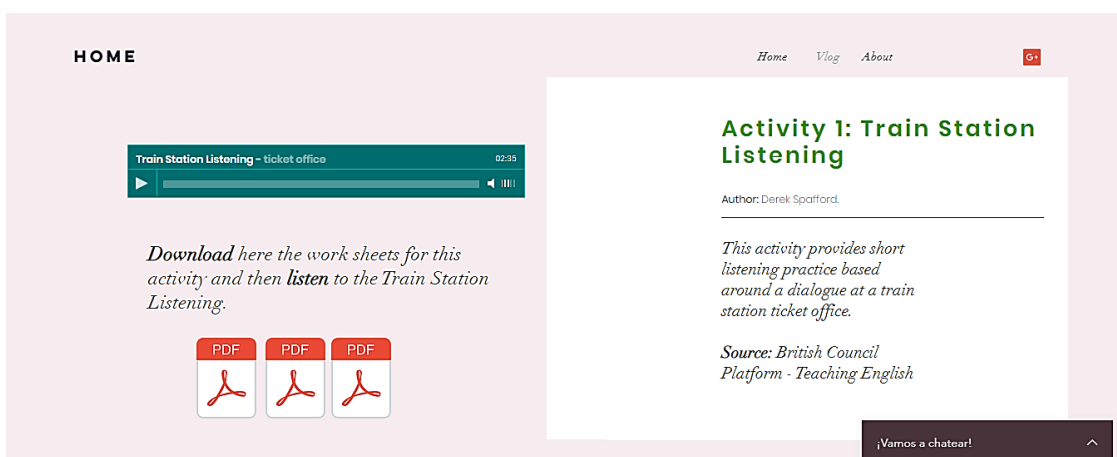 HOME
Home Vlog About
G+
Train Station Listening - ticket office 02:35
Download here the work sheets for this
activity and then listen to the Train Station
Listening.
PDF PDF PDF
Activity 1: Train Station
Listening
Author: Derek Spafford.
This activity provides short
listening practice based
around a dialogue at a train
station ticket office.
Source: British Council
Platform - Teaching English
¡Vamos a chatear!